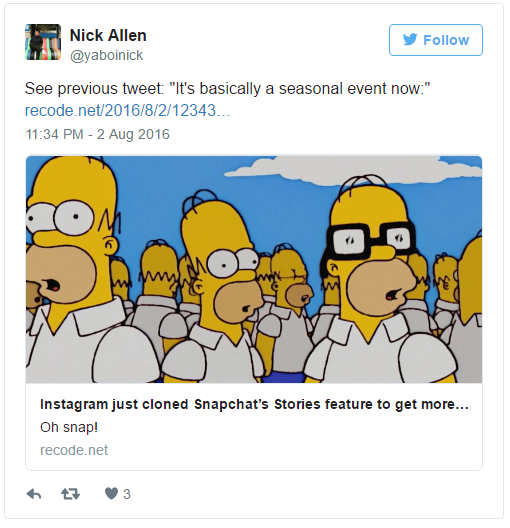 Nick Allen
Follow
@yaboinick
See previous tweet: "It's basically a seasonal event now:"
recode.net/2016/8/2/12343…
11:34 PM - 2 Aug 2016
Instagram just cloned Snapchat's Stories feature to get more…
Oh snap!
recode.net
3